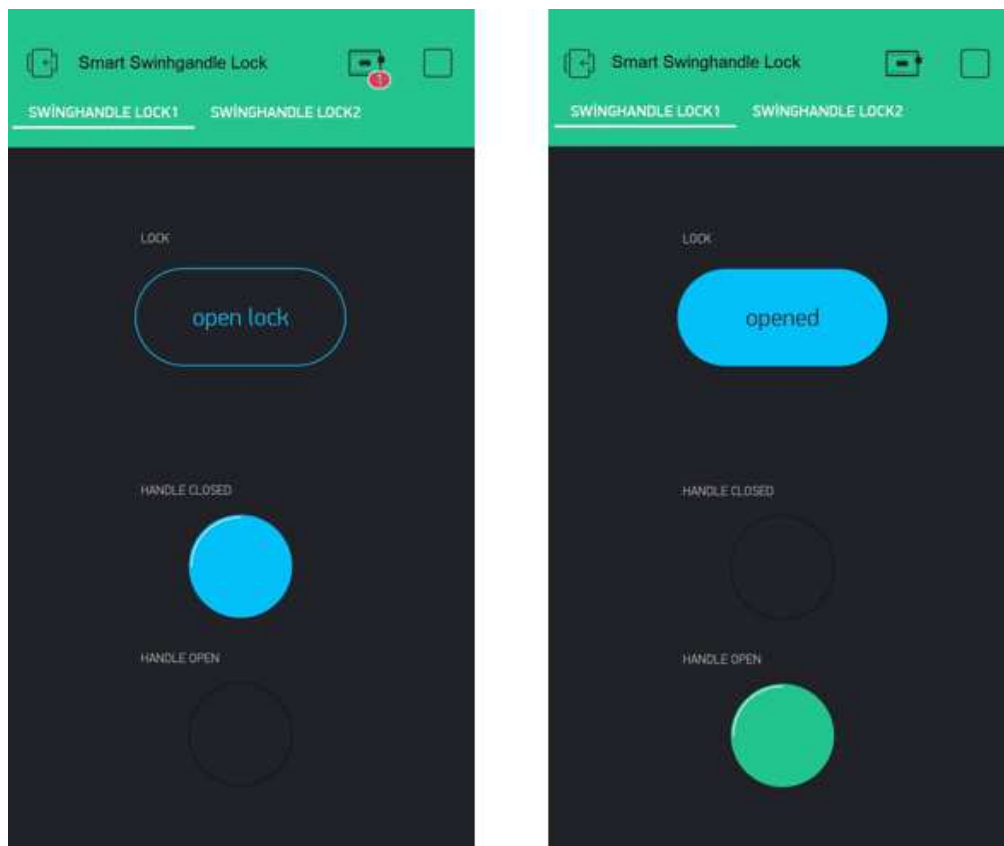 Smart Swinhgandle Lock
1
SWİNGHANDLE LOCK1 SWİNGHANDLE LOCK2
LOCK
open lock
HANDLE CLOSED
HANDLE OPEN
Smart Swinghandle Lock
SWİNGHANDLE LOCK1 SWİNGHANDLE LOCK2
LOCK
opened
HANDLE CLOSED
HANDLE OPEN